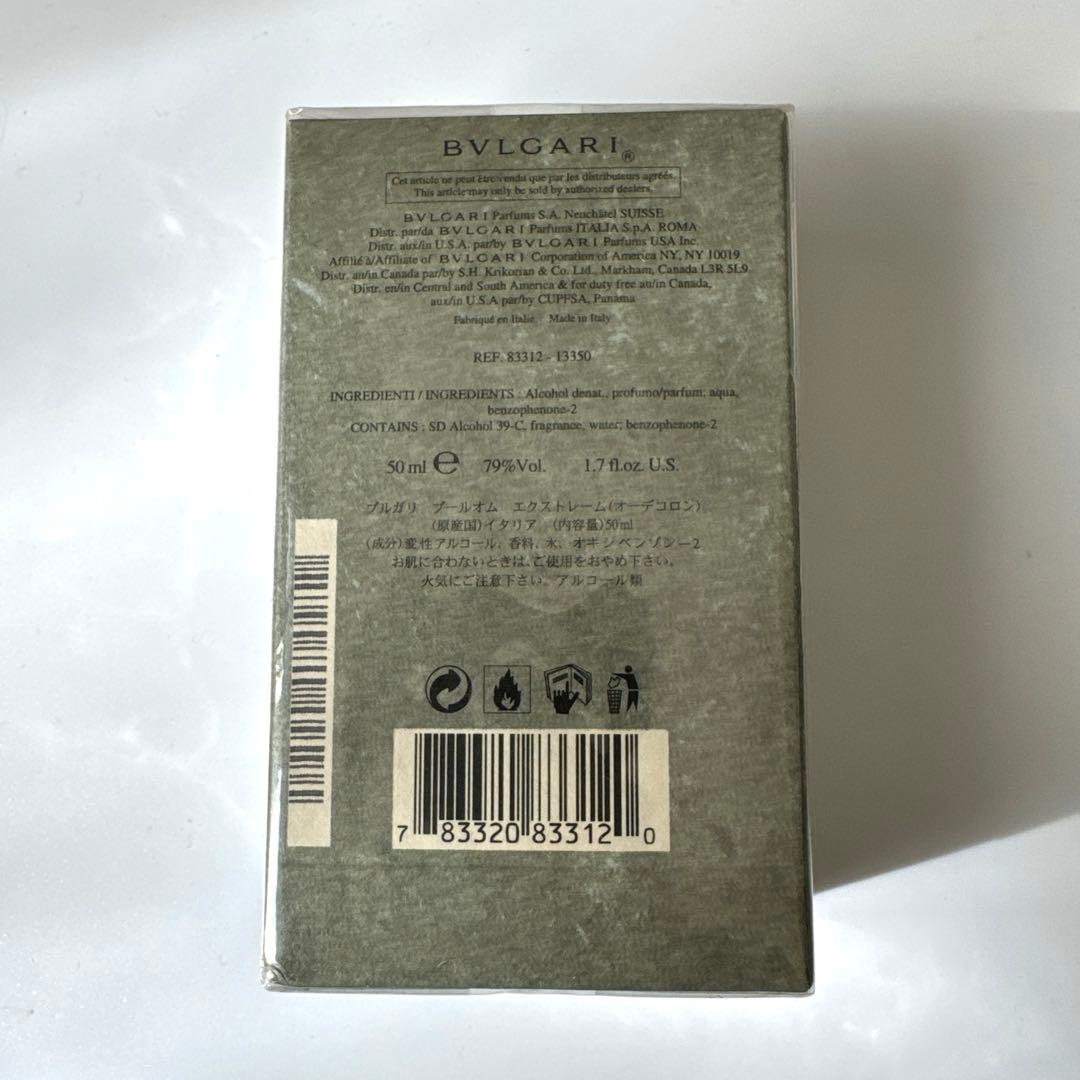 BVLGARI®
Cet article ne peut être vendu que par les distributeurs agréés.
This article may only be sold by authorized dealers.
BVLGARI Parfums S.A. Neuchâtel SUISSE
Distr. par/da BVLGARI Parfums ITALIA S.p.A. ROMA
Distr. aux/in U.S.A. par/by BVLGARI Parfums USA Inc.
Affilié à/Affiliate of BVLGARI Corporation of America NY, NY 10019
Distr. au/in Canada par/by S.H. Krikorian & Co. Ltd., Markham, Canada L3R 5L9
Distr. en/in Central and South America & for duty free au/in Canada,
aux/in U.S.A par/by CUPFSA, Panama
Fabriqué en Italie Made in Italy
REF. 83312 - 13350
INGREDIENTI / INGREDIENTS : Alcohol denat., profumo/parfum, aqua,
benzophenone-2
CONTAINS : SD Alcohol 39-C, fragrance, water, benzophenone-2
50 ml e 79%Vol. 1.7 fl.oz. U.S.
ブルガリ プールオム エクストレーム(オーデコロン)
(原産国)イタリア (内容量)50ml
(成分)変性アルコール、香料、水、オキシベンゾン-2
お肌に合わないときは、ご使用をおやめ下さい。
火気にご注意下さい。アルコール類
7 83320 83312 0